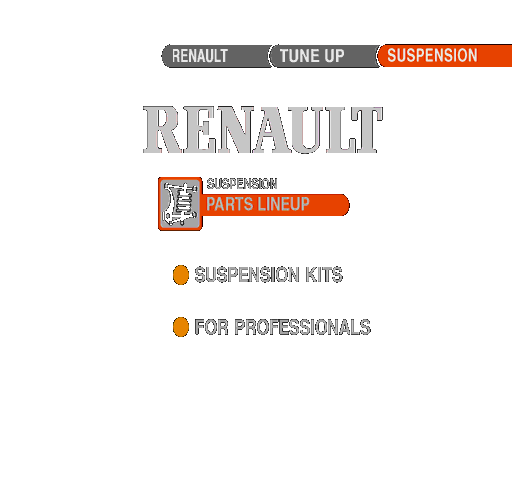 RENAULT
TUNE UP
SUSPENSION
RENAULT
SUSPENSION
PARTS LINEUP
SUSPENSION KITS
FOR PROFESSIONALS